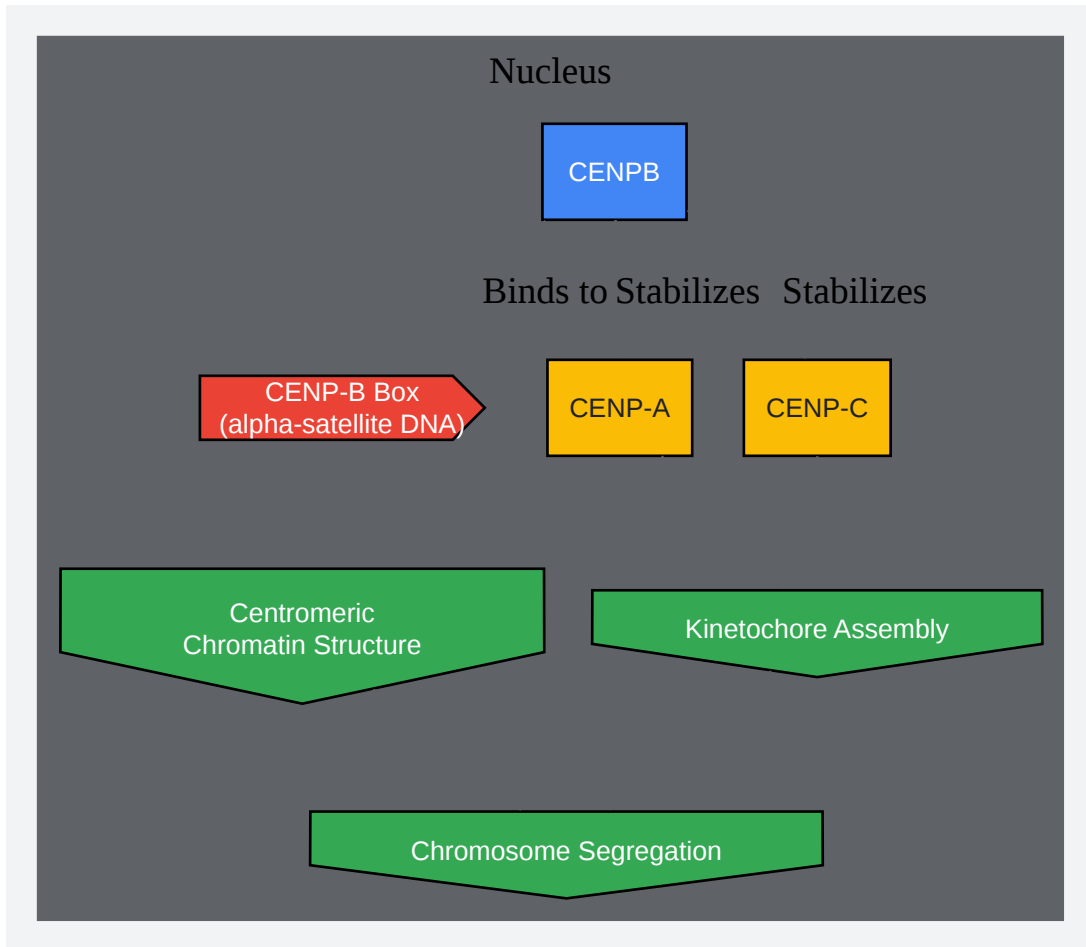 Nucleus
CENPB
Binds to Stabilizes Stabilizes
CENP-B Box
(alpha-satellite DNA)
CENP-A
CENP-C
Centromeric
Chromatin Structure
Kinetochore Assembly
Chromosome Segregation